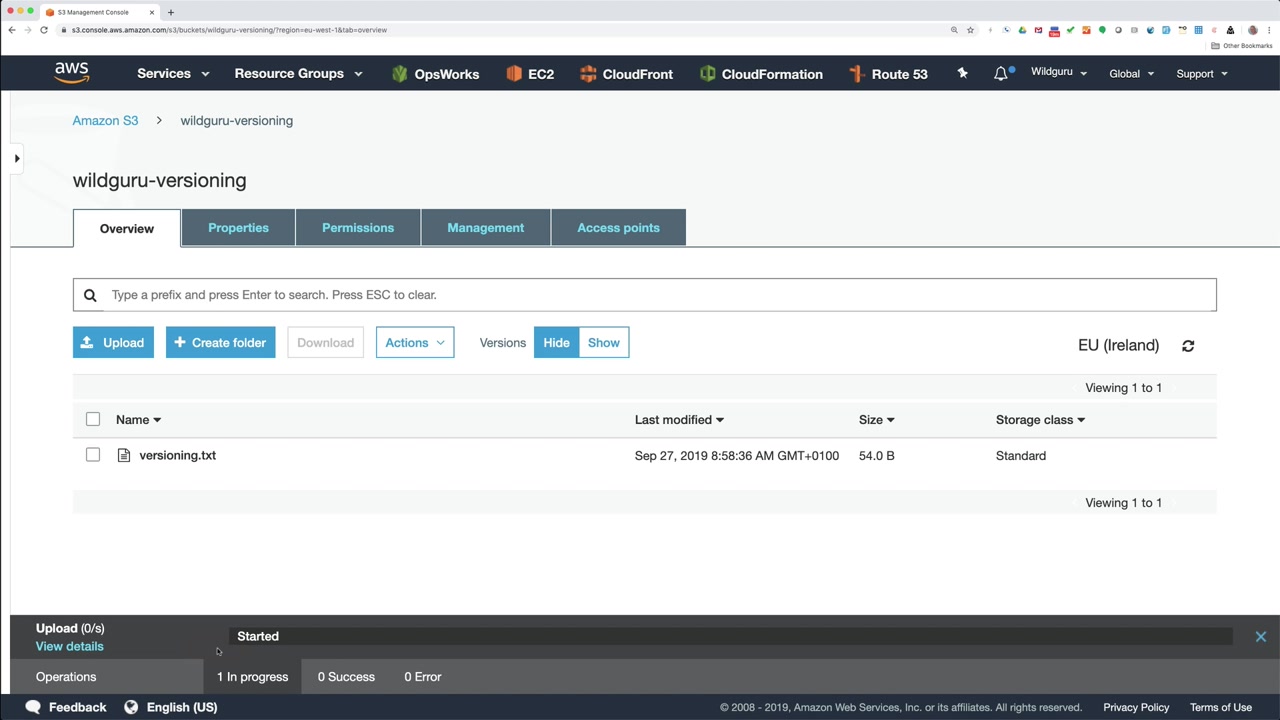 S3 Management Console
s3.console.aws.amazon.com/s3/buckets/wildguru-versioning/?region=eu-west-1&tab=overview
Other Bookmarks
aws Services Resource Groups OpsWorks EC2 CloudFront CloudFormation Route 53 Wildguru Global Support
Amazon S3 > wildguru-versioning
wildguru-versioning
Overview Properties Permissions Management Access points
Type a prefix and press Enter to search. Press ESC to clear.
Upload + Create folder Download Actions Versions Hide Show EU (Ireland)
Viewing 1 to 1
Name Last modified Size Storage class
versioning.txt Sep 27, 2019 8:58:36 AM GMT+0100 54.0 B Standard
Viewing 1 to 1
Upload (0/s)
Started
View details
Operations 1 In progress 0 Success 0 Error
Feedback English (US) © 2008 - 2019, Amazon Web Services, Inc. or its affiliates. All rights reserved. Privacy Policy Terms of Use